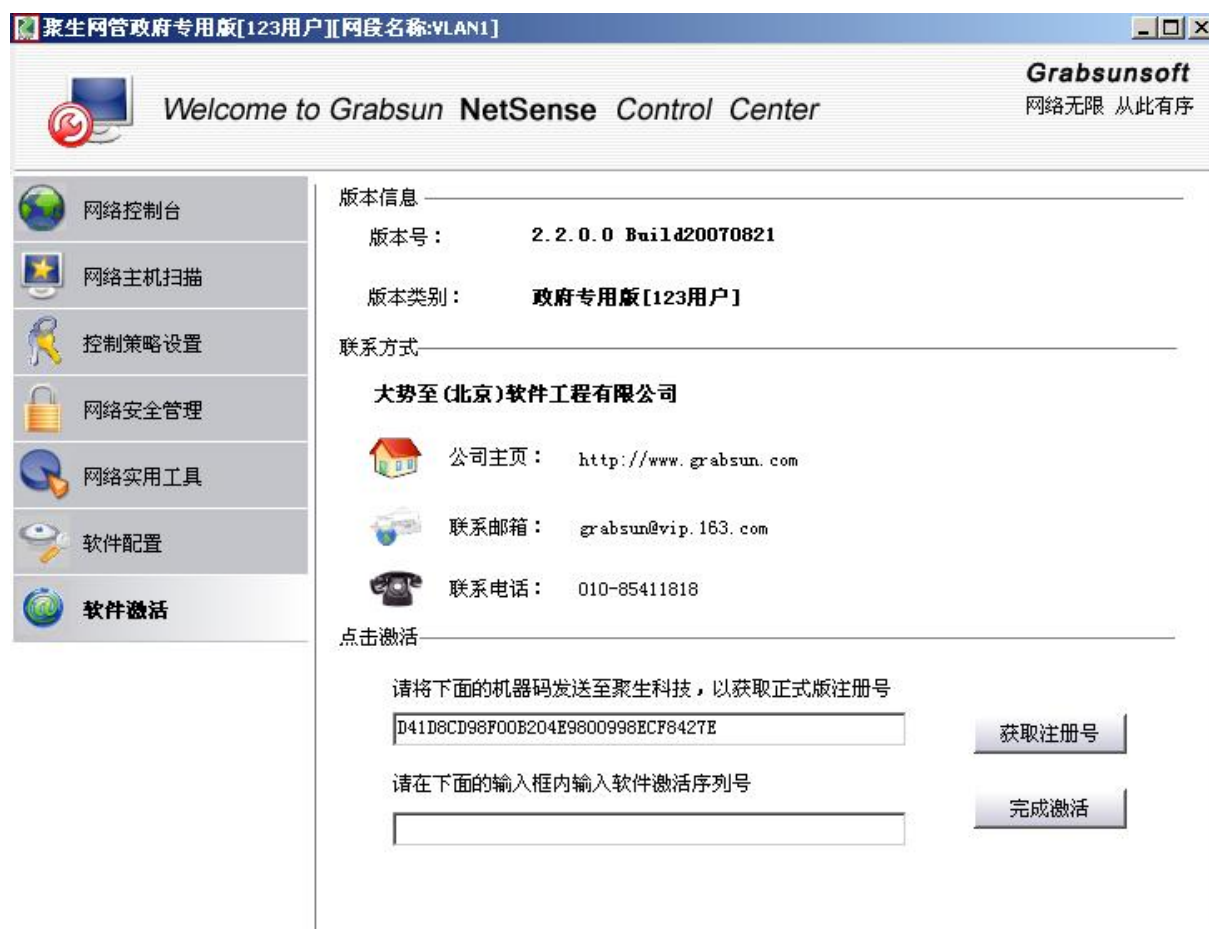 聚生网管政府专用版[123用户][网段名称:VLAN1]
Welcome to Grabsun NetSense Control Center
Grabsunsoft
网络无限 从此有序
网络控制台
网络主机扫描
控制策略设置
网络安全管理
网络实用工具
软件配置
软件激活
版本信息
版本号： 2.2.0.0 Build20070821
版本类别： 政府专用版[123用户]
联系方式
大势至(北京)软件工程有限公司
公司主页： http://www.grabsun.com
联系邮箱： grabsun@vip.163.com
联系电话： 010-85411818
点击激活
请将下面的机器码发送至聚生科技，以获取正式版注册号
D41D8CD98F00B204E9800998ECF8427E
获取注册号
请在下面的输入框内输入软件激活序列号
完成激活